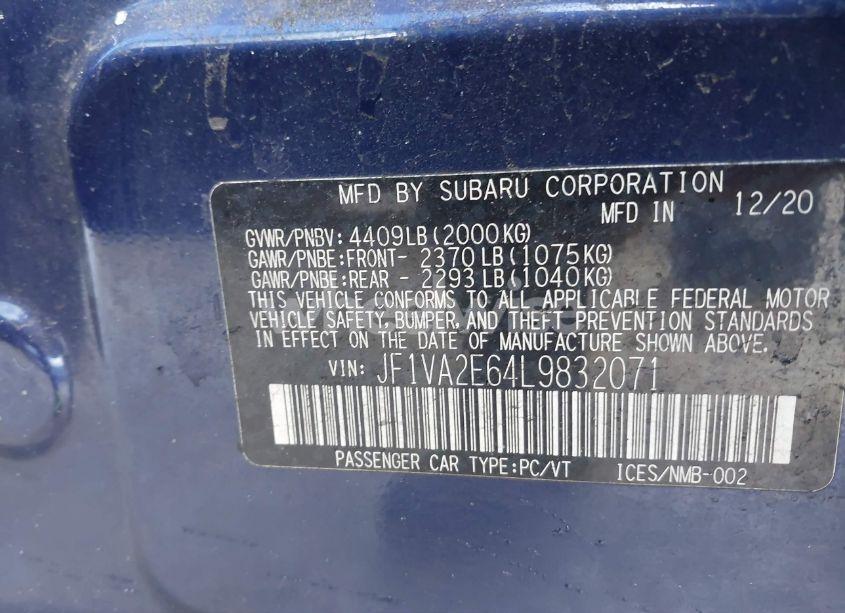 MFD BY SUBARU CORPORATION
MFD IN 12/20
GVWR/PNBV: 4409LB(2000KG)
GAWR/PNBE:FRONT- 2370LB(1075KG)
GAWR/PNBE:REAR - 2293LB(1040KG)
THIS VEHICLE CONFORMS TO ALL APPLICABLE FEDERAL MOTOR
VEHICLE SAFETY, BUMPER, AND THEFT PREVENTION STANDARDS
IN EFFECT ON THE DATE OF MANUFACTURE SHOWN ABOVE.
VIN: JF1VA2E64L9832071
PASSENGER CAR TYPE:PC/VT ICES/NMB-002